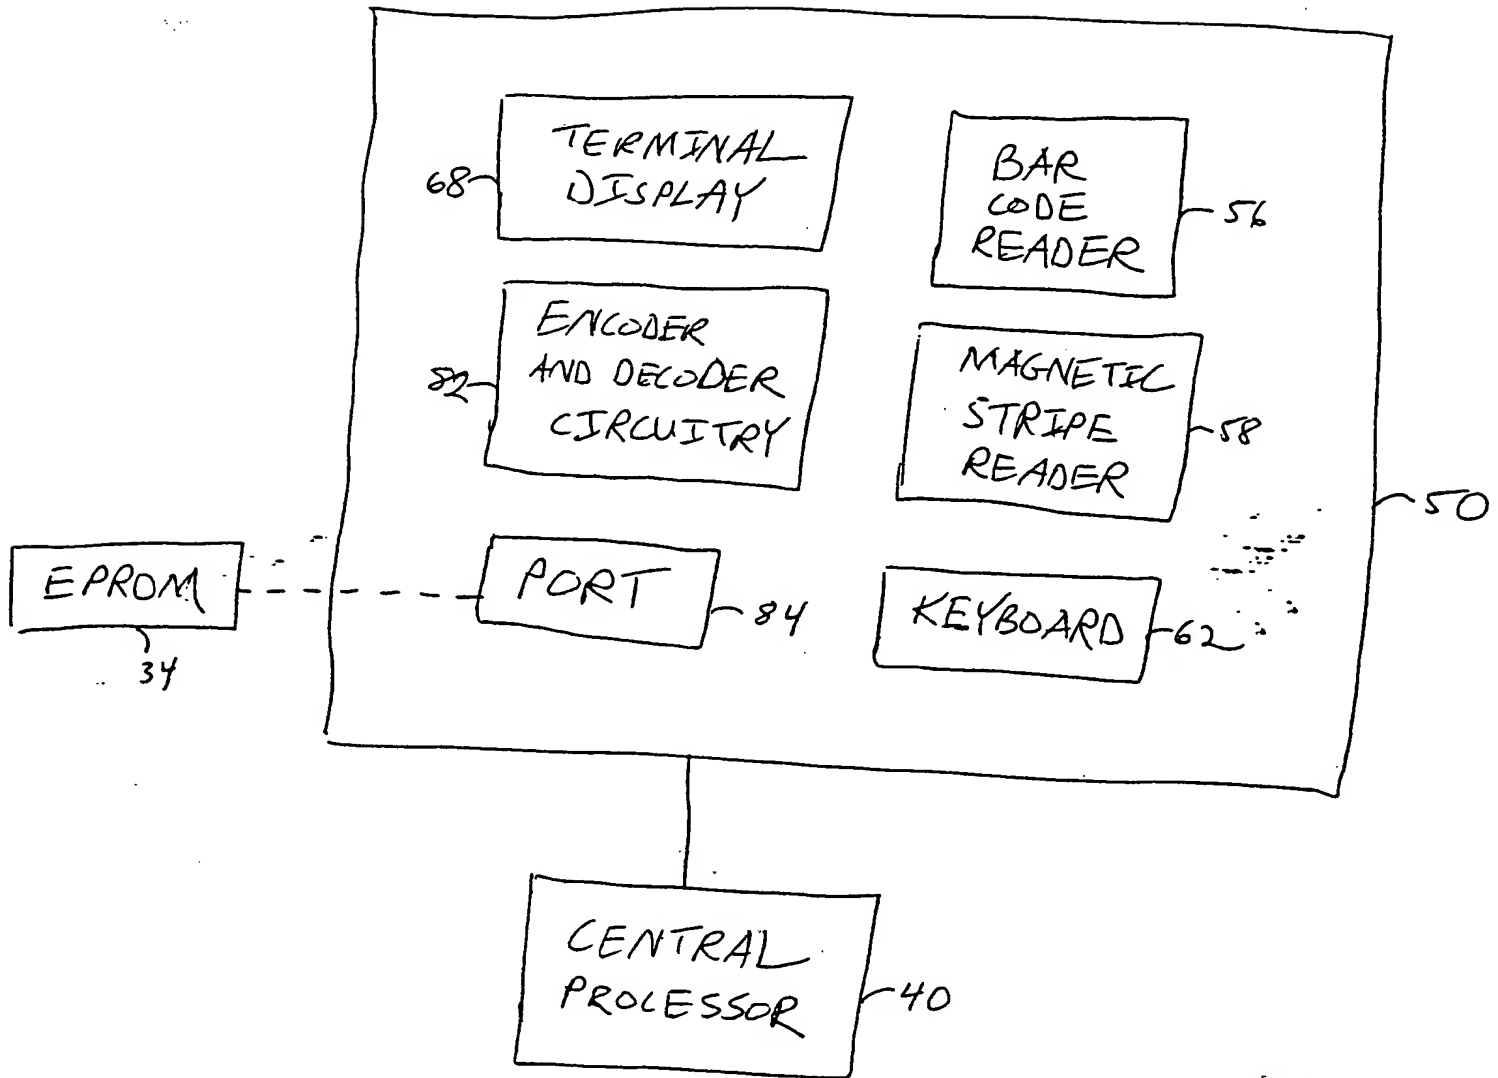 TERMINAL
DISPLAY
68
BAR
CODE
READER
56
ENCODER
AND DECODER
CIRCUITRY
82
MAGNETIC
STRIPE
READER
58
50
EPROM
34
PORT
84
KEYBOARD
62
CENTRAL
PROCESSOR
40